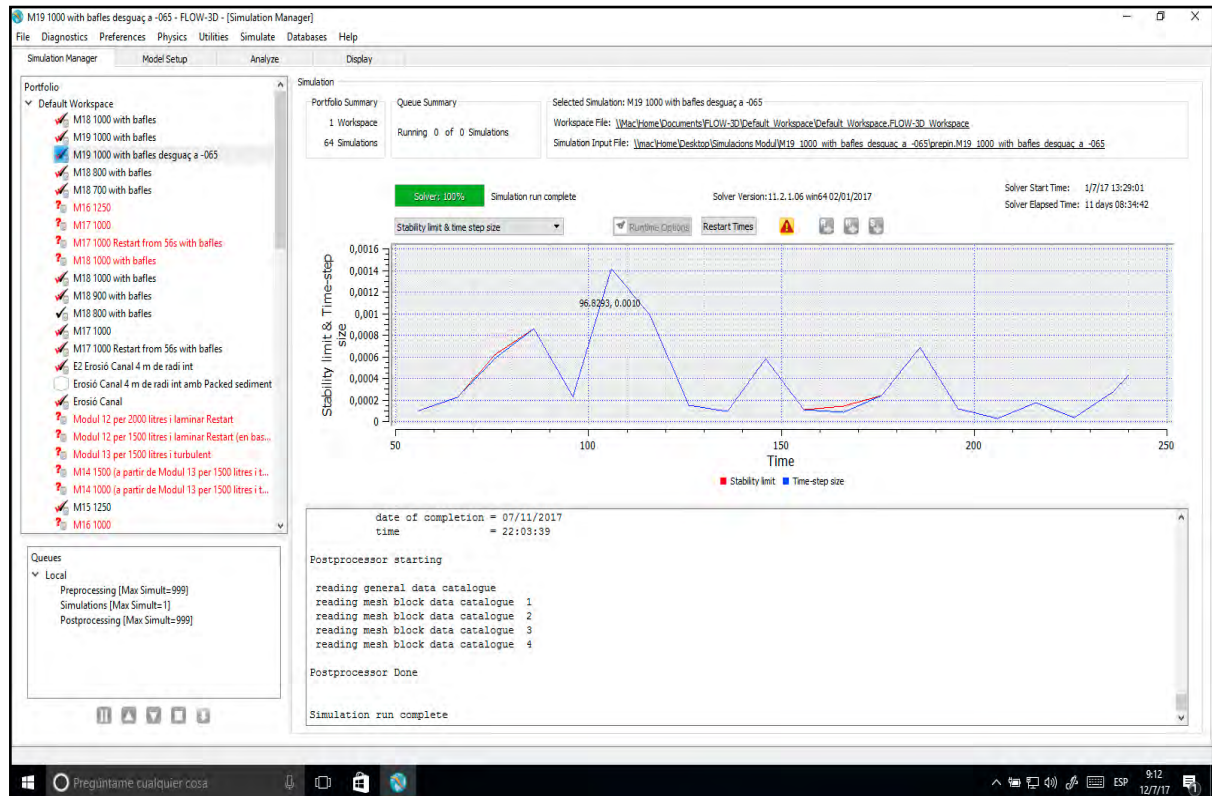 M19 1000 with bafles desguaç a -065 - FLOW-3D - [Simulation Manager]
File Diagnostics Preferences Physics Utilities Simulate Databases Help
Simulation Manager Model Setup Analyze Display
Portfolio
Default Workspace
M18 1000 with bafles
M19 1000 with bafles
M19 1000 with bafles desguaç a -065
M18 800 with bafles
M18 700 with bafles
M16 1250
M17 1000
M17 1000 Restart from 56s with bafles
M18 1000 with bafles
M18 1000 with bafles
M18 900 with bafles
M18 800 with bafles
M17 1000
M17 1000 Restart from 56s with bafles
E2 Erosió Canal 4 m de radi int
Erosió Canal 4 m de radi int amb Packed sediment
Erosió Canal
Modul 12 per 2000 litres i laminar Restart
Modul 12 per 1500 litres i laminar Restart (en bas...
Modul 13 per 1500 litres i turbulent
M14 1500 (a partir de Modul 13 per 1500 litres i t...
M14 1000 (a partir de Modul 13 per 1500 litres i t...
M15 1250
M16 1000
Queues
Local
Preprocessing [Max Simult=999]
Simulations [Max Simult=1]
Postprocessing [Max Simult=999]
Simulation
Portfolio Summary
1 Workspace
64 Simulations
Queue Summary
Running 0 of 0 Simulations
Selected Simulation: M19 1000 with bafles desguaç a -065
Workspace File: \\Mac\Home\Documents\FLOW-3D\Default Workspace\Default Workspace.FLOW-3D_Workspace
Simulation Input File: \\mac\Home\Desktop\Simulacions Modul\M19_1000_with_bafles_desguaç_a_-065\prepin.M19_1000_with_bafles_desguaç_a_-065
Solver: 100% Simulation run complete Solver Version:11.2.1.06 win64 02/01/2017
Solver Start Time: 1/7/17 13:29:01
Solver Elapsed Time: 11 days 08:34:42
Stability limit & time step size Runtime Options Restart Times
Stability limit & Time-step size
0,0016
0,0014
0,0012
0,001
0,0008
0,0006
0,0004
0,0002
0
96.8293, 0.0010
50 100 150 200 250
Time
Stability limit Time-step size
date of completion = 07/11/2017
time = 22:03:39
Postprocessor starting
reading general data catalogue
reading mesh block data catalogue 1
reading mesh block data catalogue 2
reading mesh block data catalogue 3
reading mesh block data catalogue 4
Postprocessor Done
Simulation run complete
Pregúntame cualquier cosa
ESP
9:12
12/7/17